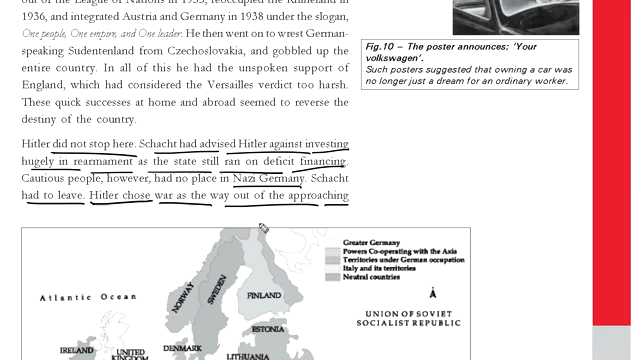 out of the League of Nations in 1933, reoccupied the Rhineland in
1936, and integrated Austria and Germany in 1938 under the slogan,
One people, One empire, and One leader. He then went on to wrest German-
speaking Sudentenland from Czechoslovakia, and gobbled up the
entire country. In all of this he had the unspoken support of
England, which had considered the Versailles verdict too harsh.
These quick successes at home and abroad seemed to reverse the
destiny of the country.
Hitler did not stop here. Schacht had advised Hitler against investing
hugely in rearmament as the state still ran on deficit financing.
Cautious people, however, had no place in Nazi Germany. Schacht
had to leave. Hitler chose war as the way out of the approaching
Fig.10 – The poster announces: ‘Your
volkswagen’.
Such posters suggested that owning a car was
no longer just a dream for an ordinary worker.
Greater Germany
Powers Co-operating with the Axis
Territories under German occupation
Italy and its territories
Neutral countries
Atlantic Ocean
NORWAY
SWEDEN
FINLAND
UNION OF SOVIET
SOCIALIST REPUBLIC
ESTONIA
DENMARK
LITHUANIA
IRELAND
UNITED
KINGDOM